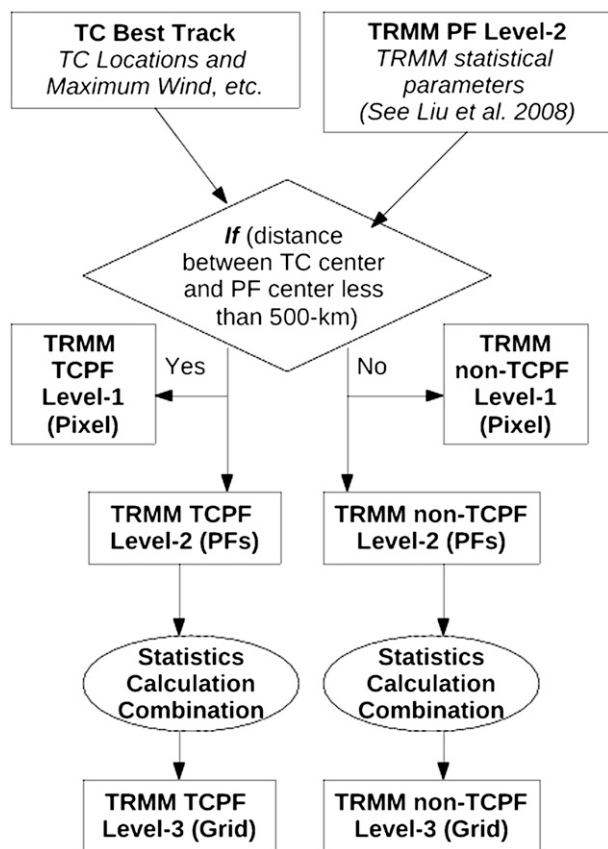 TC Best Track
TC Locations and
Maximum Wind, etc.
TRMM PF Level-2
TRMM statistical
parameters
(See Liu et al. 2008)
If (distance
between TC center
and PF center less
than 500-km)
TRMM
TCPF
Level-1
(Pixel)
Yes
No
TRMM
non-TCPF
Level-1
(Pixel)
TRMM TCPF
Level-2 (PFs)
TRMM non-TCPF
Level-2 (PFs)
Statistics
Calculation
Combination
Statistics
Calculation
Combination
TRMM TCPF
Level-3 (Grid)
TRMM non-TCPF
Level-3 (Grid)